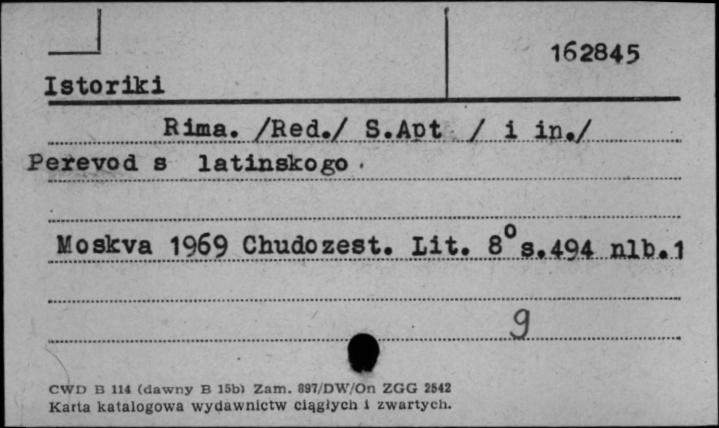 162845
Istoriki
Rima. /Red./ S.Apt / i in./
Perevod s latinskogo.
Moskva 1969 Chudozest. Lit. 8° s.494 nlb.1
9
CWD B 114 (dawny B 15b) Zam. 897/DW/On ZGG 2542
Karta katalogowa wydawnictw ciągłych i zwartych.